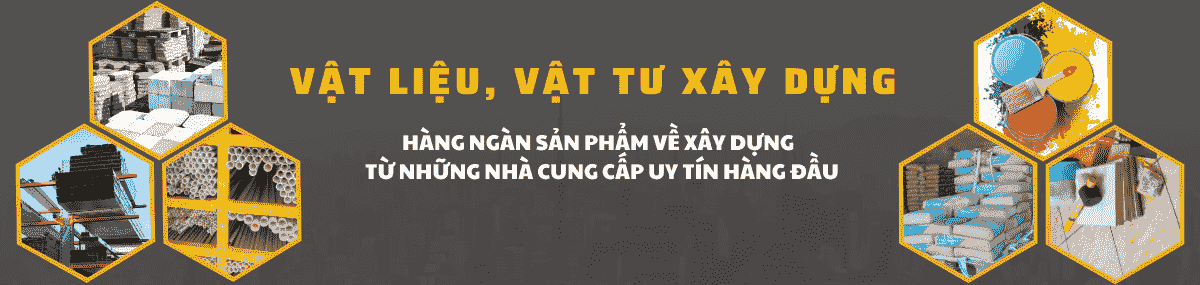 VẬT LIỆU, VẬT TƯ XÂY DỰNG
HÀNG NGÀN SẢN PHẨM VỀ XÂY DỰNG
TỪ NHỮNG NHÀ CUNG CẤP UY TÍN HÀNG ĐẦU